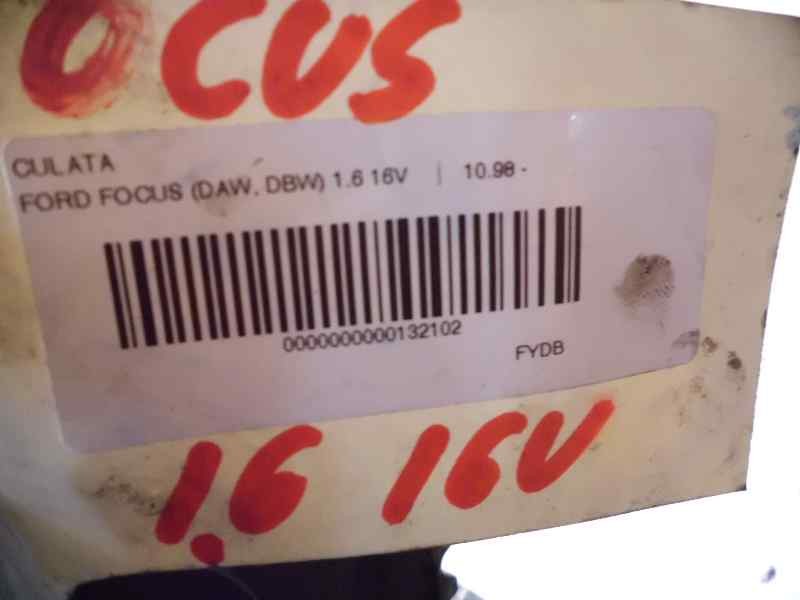 OCUS
CULATA
FORD FOCUS (DAW, DBW) 1.6 16V | 10.98 -
0000000000132102
FYDB
1.6 16V